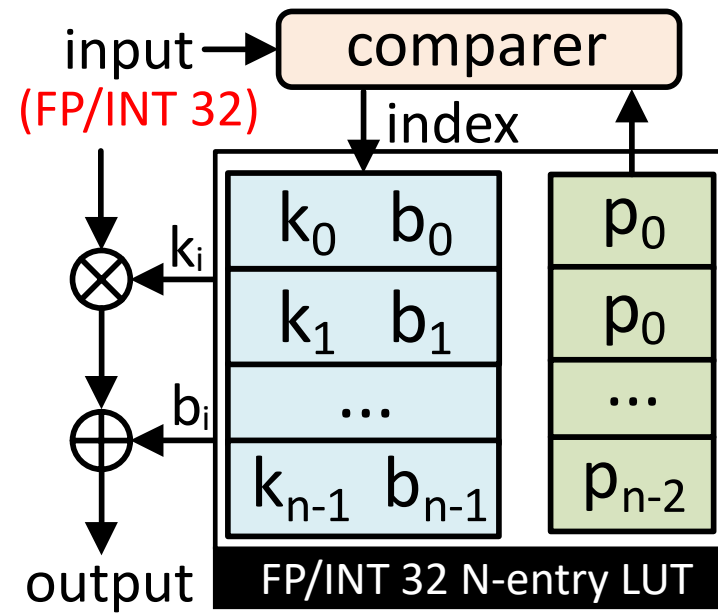 input
comparer
(FP/INT 32)
index
k₀ b₀
p₀
kᵢ
k₁ b₁
p₀
...
...
bᵢ
kₙ₋₁ bₙ₋₁
pₙ₋₂
output
FP/INT 32 N-entry LUT